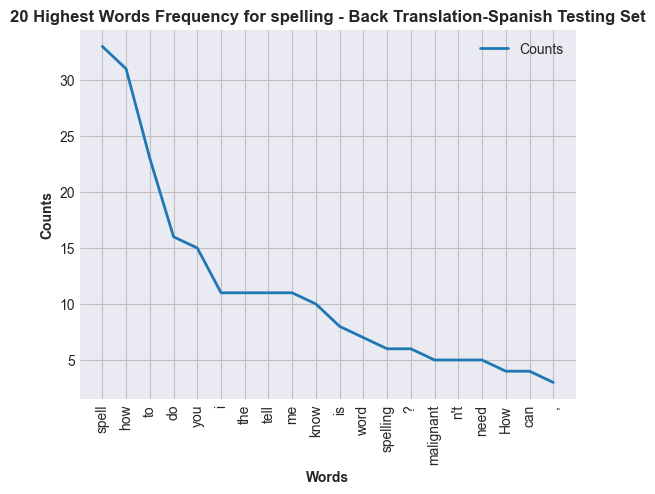 20 Highest Words Frequency for spelling - Back Translation-Spanish Testing Set
Counts
30
25
20
15
10
5
Counts
spell
how
to
do
you
i
the
tell
me
know
is
word
spelling
?
malignant
n't
need
How
can
,
Words